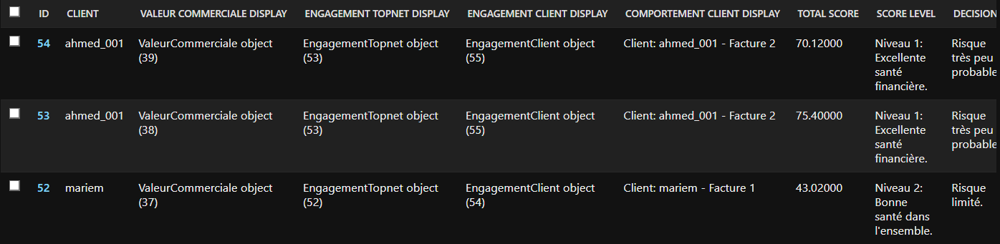 ID CLIENT VALEUR COMMERCIALE DISPLAY ENGAGEMENT TOPNET DISPLAY ENGAGEMENT CLIENT DISPLAY COMPORTEMENT CLIENT DISPLAY TOTAL SCORE SCORE LEVEL DECISION
54 ahmed_001 ValeurCommerciale object EngagementTopnet object EngagementClient object Client: ahmed_001 - Facture 2 70.12000 Niveau 1: Risque
(39) (53) (55) Excellente très peu
santé probable
financière.
53 ahmed_001 ValeurCommerciale object EngagementTopnet object EngagementClient object Client: ahmed_001 - Facture 2 75.40000 Niveau 1: Risque
(38) (53) (55) Excellente très peu
santé probable
financière.
52 mariem ValeurCommerciale object EngagementTopnet object EngagementClient object Client: mariem - Facture 1 43.02000 Niveau 2: Risque
(37) (52) (54) Bonne limité.
santé dans
l'ensemble.